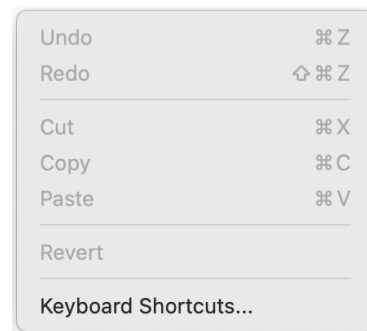 Undo ⌘Z
Redo ⇧⌘Z
Cut ⌘X
Copy ⌘C
Paste ⌘V
Revert
Keyboard Shortcuts...